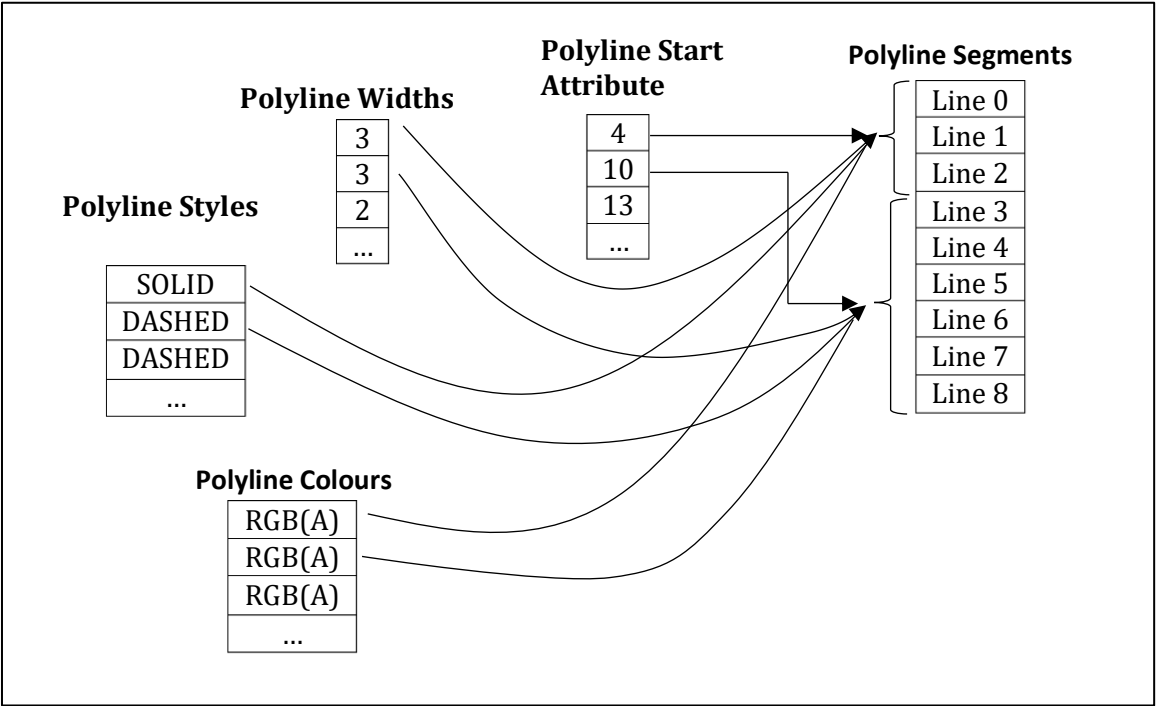 Polyline Start
Attribute
Polyline Segments
Polyline Widths
Polyline Styles
3
3
2
...
4
10
13
...
Line 0
Line 1
Line 2
Line 3
Line 4
Line 5
Line 6
Line 7
Line 8
SOLID
DASHED
DASHED
...
Polyline Colours
RGB(A)
RGB(A)
RGB(A)
...